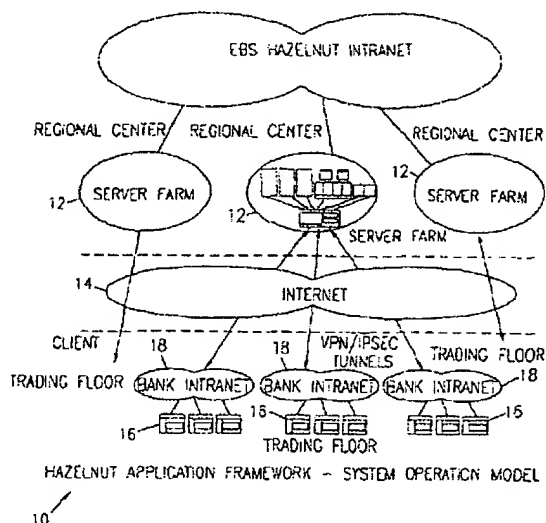 EBS HAZELNUT INTRANET
REGIONAL CENTER
REGIONAL CENTER
REGIONAL CENTER
12
SERVER FARM
12
SERVER FARM
12
SERVER FARM
14
INTERNET
CLIENT
TRADING FLOOR
18
BANK INTRANET
18
VPN/IPSEC
TUNNELS
BANK INTRANET
TRADING FLOOR
BANK INTRANET
18
16
16
TRADING FLOOR
16
HAZELNUT APPLICATION FRAMEWORK - SYSTEM OPERATION MODEL
10